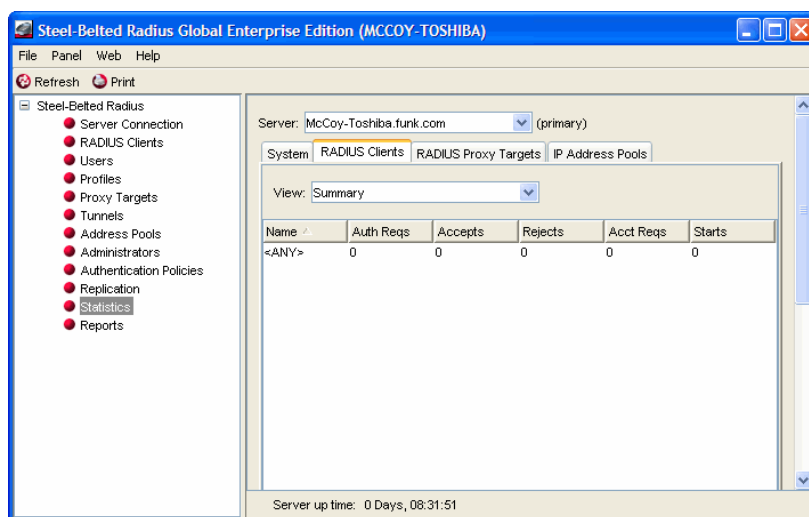 Steel-Belted Radius Global Enterprise Edition (MCCOY-TOSHIBA)
File Panel Web Help
Refresh Print
Steel-Belted Radius
Server Connection
RADIUS Clients
Users
Profiles
Proxy Targets
Tunnels
Address Pools
Administrators
Authentication Policies
Replication
Statistics
Reports
Server: McCoy-Toshiba.funk.com (primary)
System RADIUS Clients RADIUS Proxy Targets IP Address Pools
View: Summary
Name Auth Reqs Accepts Rejects Acct Reqs Starts
<ANY> 0 0 0 0 0
Server up time: 0 Days, 08:31:51